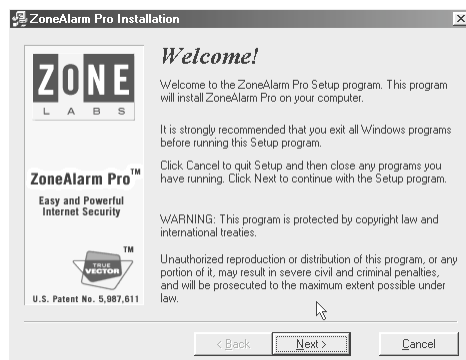 ZoneAlarm Pro Installation
ZONE
LABS
ZoneAlarm Pro™
Easy and Powerful
Internet Security
TM
TRUE
VECTOR
U.S. Patent No. 5,987,611
Welcome!
Welcome to the ZoneAlarm Pro Setup program. This program
will install ZoneAlarm Pro on your computer.
It is strongly recommended that you exit all Windows programs
before running this Setup program.
Click Cancel to quit Setup and then close any programs you
have running. Click Next to continue with the Setup program.
WARNING: This program is protected by copyright law and
international treaties.
Unauthorized reproduction or distribution of this program, or any
portion of it, may result in severe civil and criminal penalties,
and will be prosecuted to the maximum extent possible under
law.
< Back
Next >
Cancel